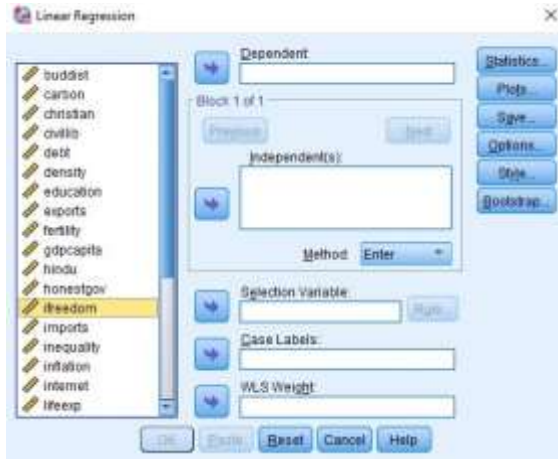 Linear Regression
buddist
carbon
christian
civillib
debt
density
education
exports
fertility
gdpcapita
hindu
honestgov
ifreedom
imports
inequality
inflation
internet
lifeexp
Dependent:
Block 1 of 1
Previous
Next
Independent(s):
Method: Enter
Selection Variable:
Rule...
Case Labels:
WLS Weight:
Statistics...
Plots...
Save...
Options...
Style...
Bootstrap...
OK Paste Reset Cancel Help